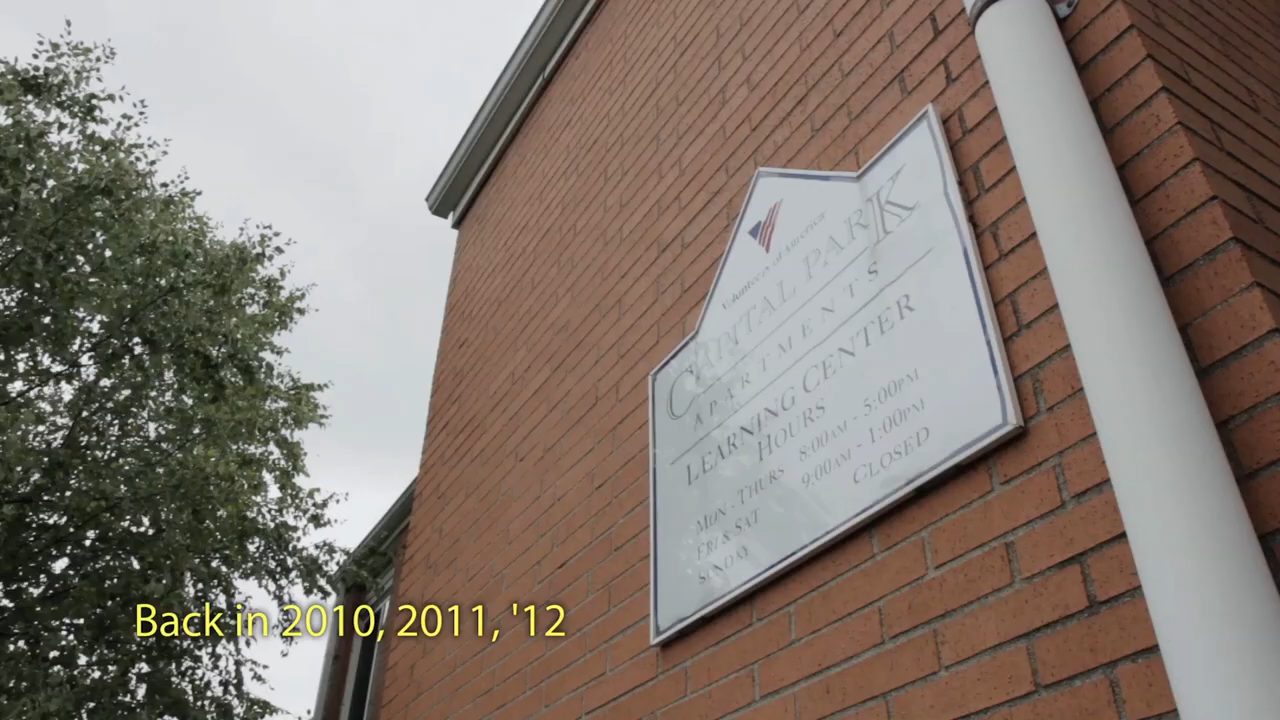 Volunteers of America
CAPITAL PARK
APARTMENTS
LEARNING CENTER
HOURS
MON - THURS 8:00AM - 5:00PM
FRI & SAT 9:00AM - 1:00PM
SUNDAY CLOSED
Back in 2010, 2011, '12